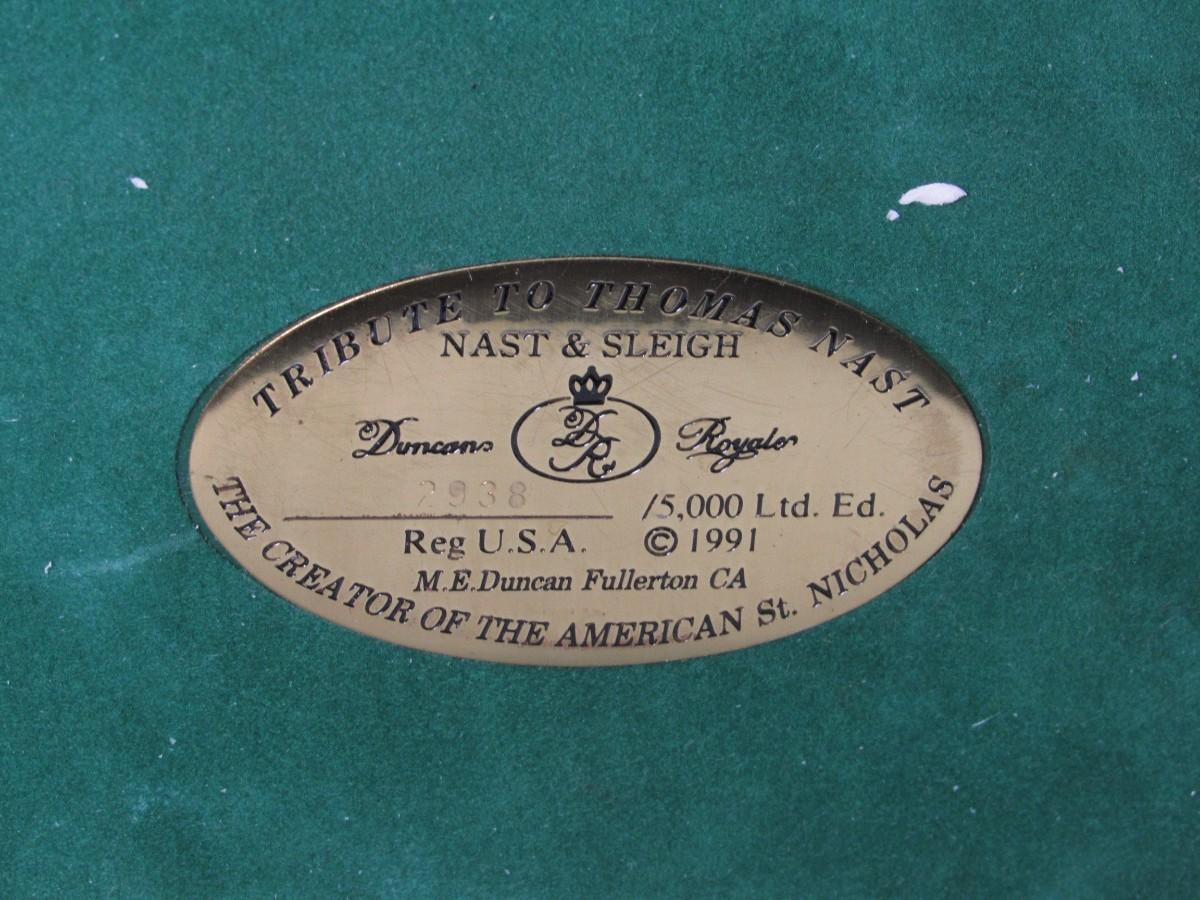 TRIBUTE TO THOMAS NAST
NAST & SLEIGH
Duncan DR Royale
2938 /5,000 Ltd. Ed.
Reg U.S.A. © 1991
M.E.Duncan Fullerton CA
THE CREATOR OF THE AMERICAN St. NICHOLAS